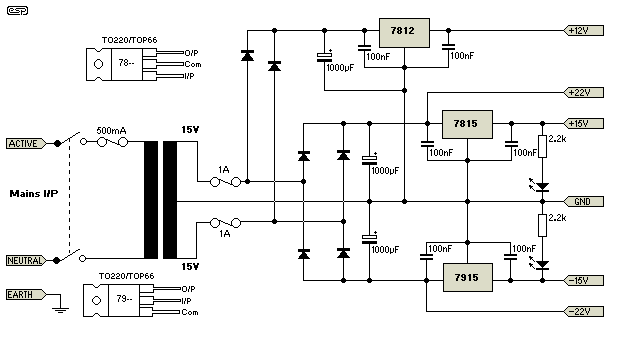 esp
7812
+12V
TO220/TOP66
78--
O/P
Com
I/P
1000µF
100nF
100nF
+22V
ACTIVE
500mA
15V
7815
+15V
100nF
100nF
2.2k
1A
1000µF
Mains I/P
GND
1A
2.2k
1000µF
100nF
100nF
NEUTRAL
15V
7915
-15V
TO220/TOP66
79--
O/P
I/P
Com
EARTH
-22V